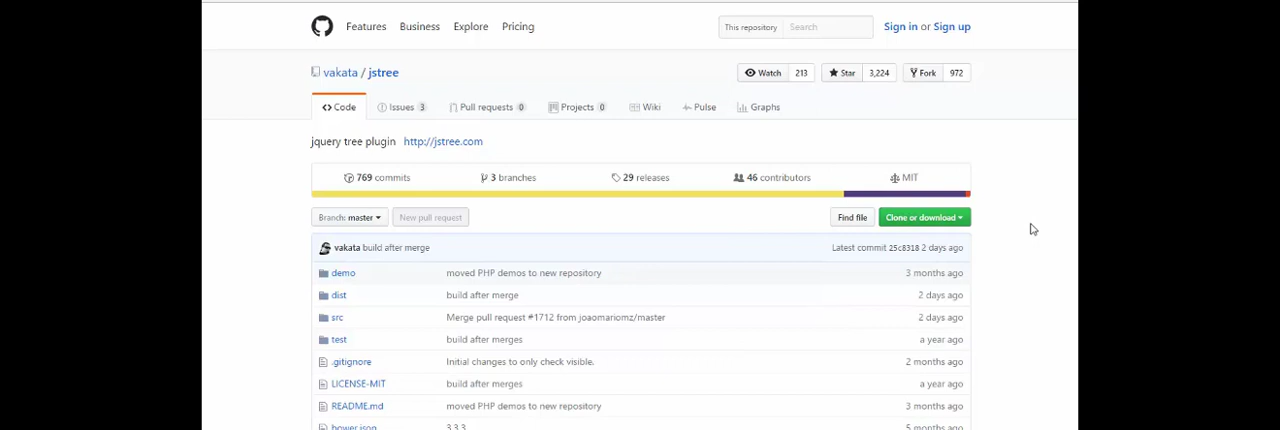 Features Business Explore Pricing This repository Search Sign in or Sign up
vakata / jstree Watch 213 Star 3,224 Fork 972
Code Issues 3 Pull requests 0 Projects 0 Wiki Pulse Graphs
jquery tree plugin http://jstree.com
769 commits 3 branches 29 releases 46 contributors MIT
Branch: master New pull request Find file Clone or download
vakata build after merge Latest commit 25c8318 2 days ago
demo moved PHP demos to new repository 3 months ago
dist build after merge 2 days ago
src Merge pull request #1712 from joaomariomz/master 2 days ago
test build after merges a year ago
.gitignore Initial changes to only check visible. 2 months ago
LICENSE-MIT build after merges a year ago
README.md moved PHP demos to new repository 3 months ago
bower.json 3.3.3 5 months ago